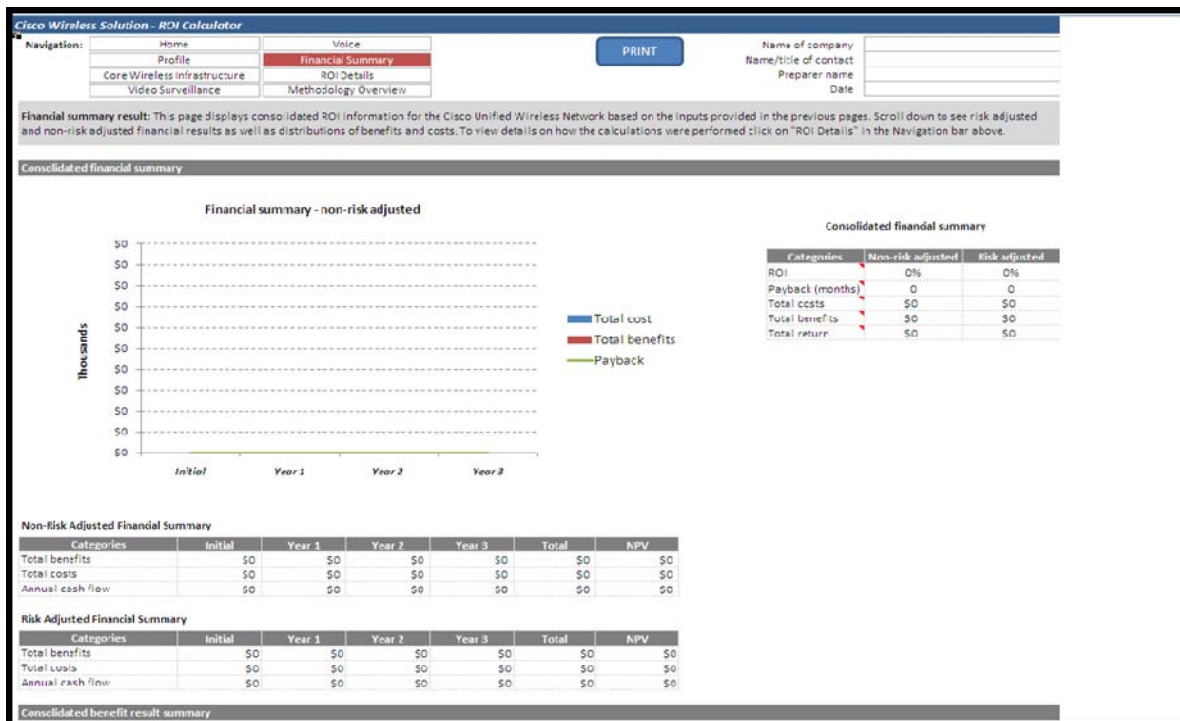 Cisco Wireless Solution - ROI Calculator
Navigation: Home Voice
Profile Financial Summary
Core Wireless Infrastructure ROI Details
Video Surveillance Methodology Overview
PRINT
Name of company
Name/title of contact
Preparer name
Date
Financial summary result: This page displays consolidated ROI information for the Cisco Unified Wireless Network based on the inputs provided in the previous pages. Scroll down to see risk adjusted
and non-risk adjusted financial results as well as distributions of benefits and costs. To view details on how the calculations were performed click on "ROI Details" in the Navigation bar above.
Consolidated financial summary
Financial summary - non-risk adjusted
Thousands
$0
$0
$0
$0
$0
$0
$0
$0
$0
$0
$0
Initial Year 1 Year 2 Year 3
Total cost
Total benefits
Payback
Consolidated financial summary
Categories Non-risk adjusted Risk adjusted
ROI 0% 0%
Payback (months) 0 0
Total costs $0 $0
Total benefits $0 $0
Total return $0 $0
Non-Risk Adjusted Financial Summary
Categories Initial Year 1 Year 2 Year 3 Total NPV
Total benefits $0 $0 $0 $0 $0 $0
Total costs $0 $0 $0 $0 $0 $0
Annual cash flow $0 $0 $0 $0 $0 $0
Risk Adjusted Financial Summary
Categories Initial Year 1 Year 2 Year 3 Total NPV
Total benefits $0 $0 $0 $0 $0 $0
Total costs $0 $0 $0 $0 $0 $0
Annual cash flow $0 $0 $0 $0 $0 $0
Consolidated benefit result summary